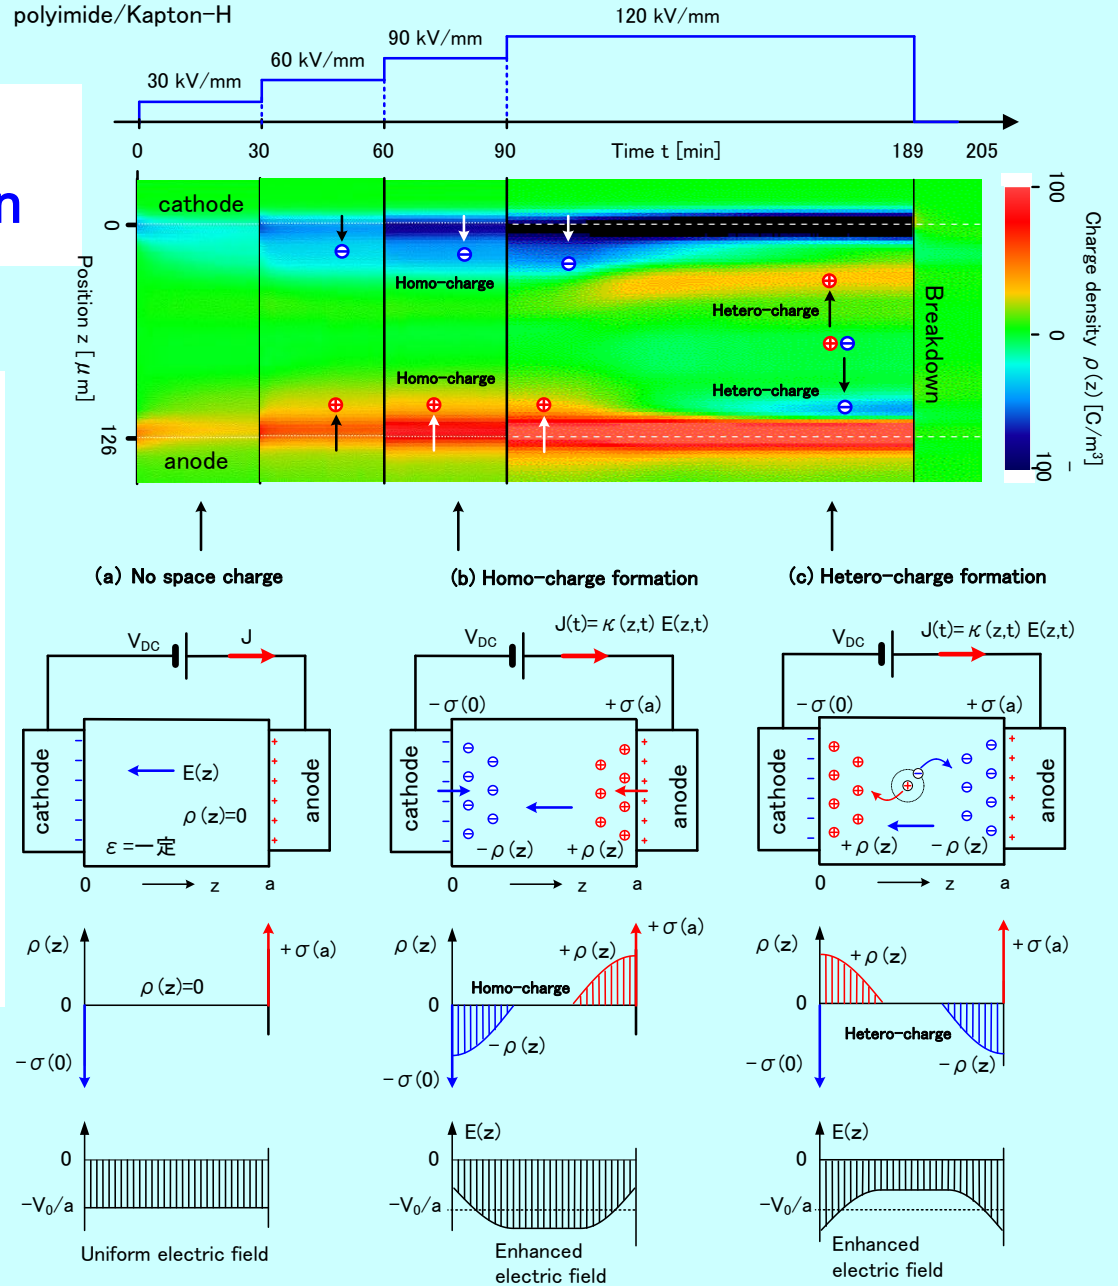 polyimide/Kapton-H
30 kV/mm
60 kV/mm
90 kV/mm
120 kV/mm
0
30
60
90
Time t [min]
189
205
n
cathode
anode
0
126
Position z [μm]
Homo-charge
Homo-charge
Hetero-charge
Hetero-charge
Breakdown
100
0
−100
Charge density ρ(z) [C/m³]
(a) No space charge
(b) Homo-charge formation
(c) Hetero-charge formation
V_DC
J
cathode
anode
E(z)
ρ(z)=0
ε=一定
0
z
a
V_DC
J(t)=κ(z,t) E(z,t)
−σ(0)
+σ(a)
cathode
anode
−ρ(z)
+ρ(z)
0
z
a
V_DC
J(t)=κ(z,t) E(z,t)
−σ(0)
+σ(a)
cathode
anode
+ρ(z)
−ρ(z)
0
z
a
ρ(z)
+σ(a)
ρ(z)=0
0
−σ(0)
ρ(z)
+ρ(z)
+σ(a)
Homo-charge
0
−ρ(z)
−σ(0)
ρ(z)
+ρ(z)
+σ(a)
0
Hetero-charge
−σ(0)
−ρ(z)
0
−V₀/a
Uniform electric field
E(z)
0
−V₀/a
Enhanced
electric field
E(z)
0
−V₀/a
Enhanced
electric field